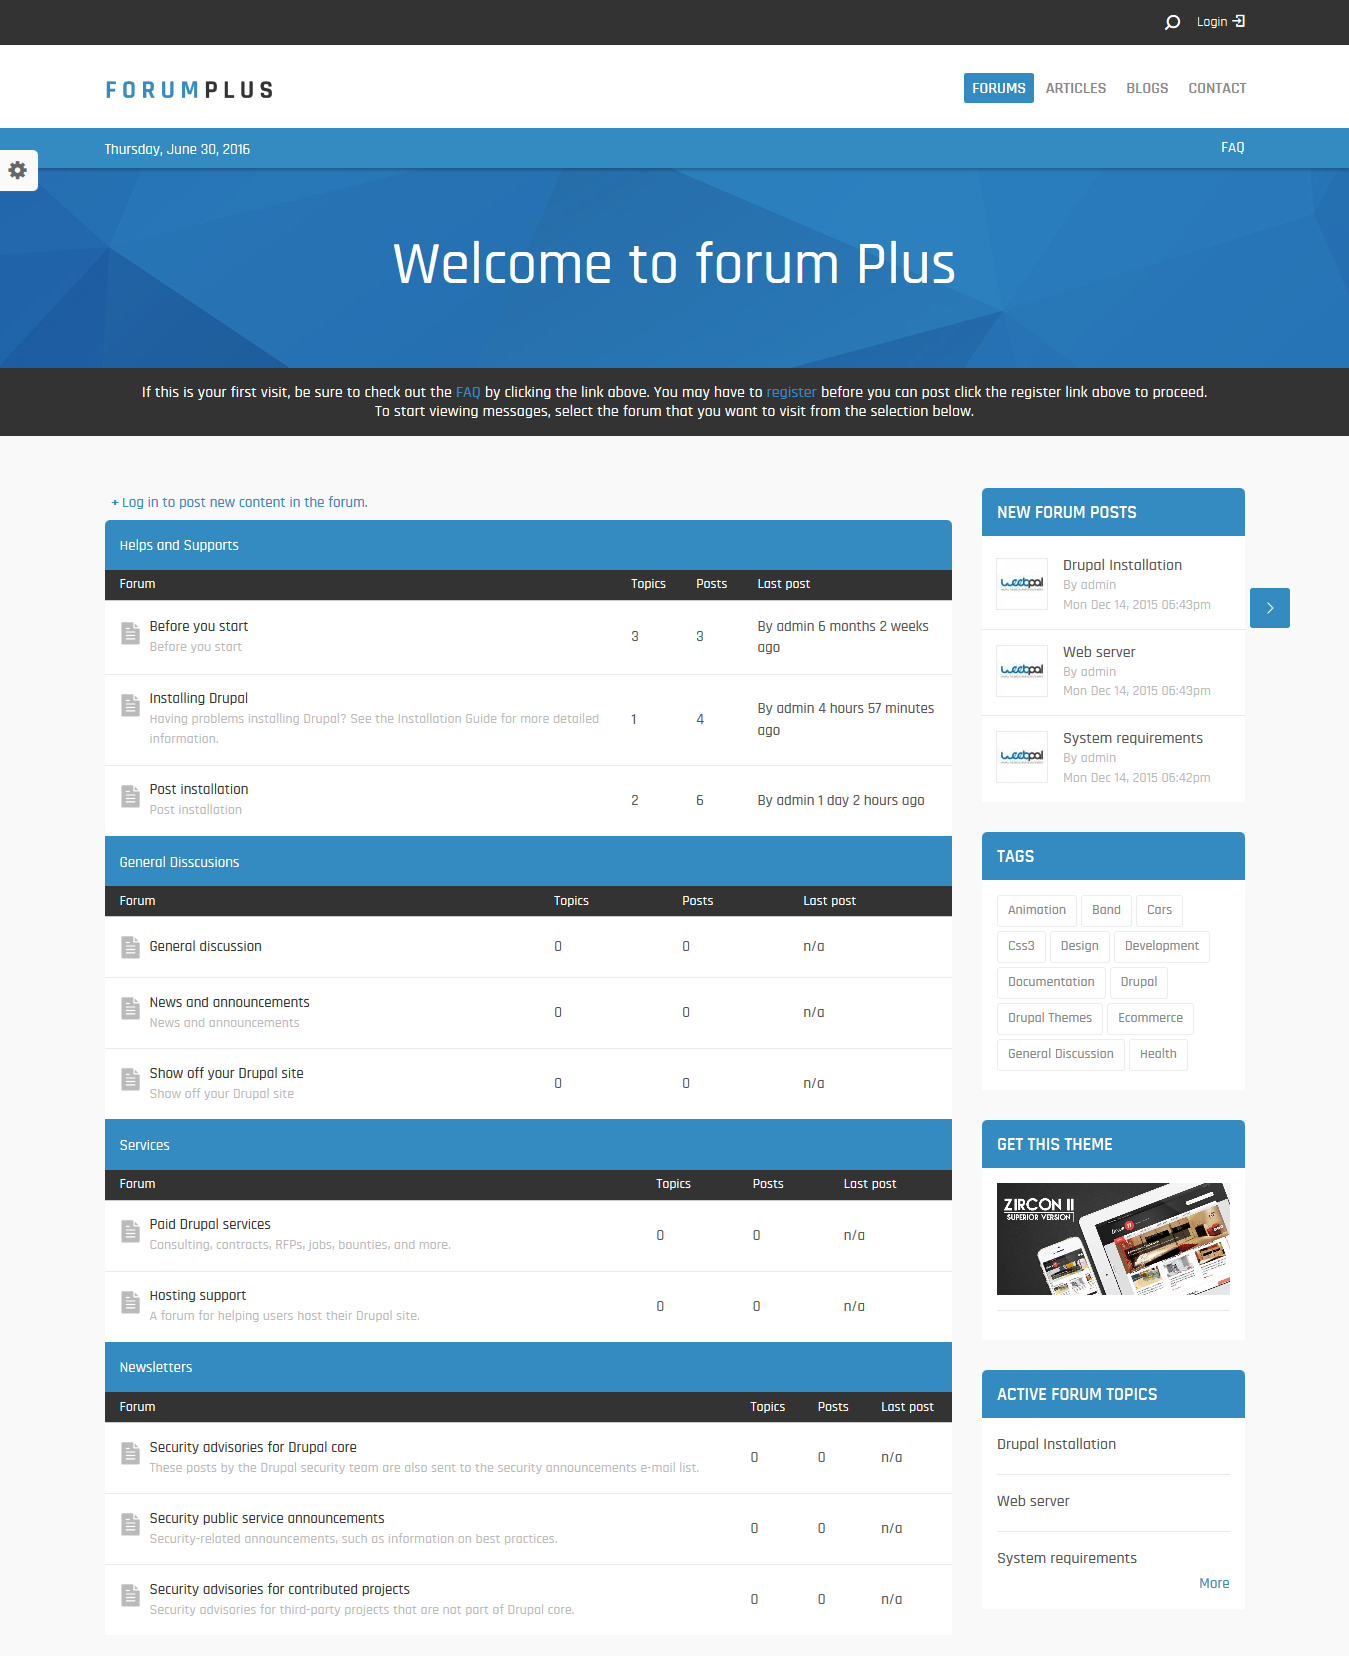 Login
FORUMPLUS
FORUMS ARTICLES BLOGS CONTACT
Thursday, June 30, 2016
FAQ
Welcome to forum Plus
If this is your first visit, be sure to check out the FAQ by clicking the link above. You may have to register before you can post click the register link above to proceed.
To start viewing messages, select the forum that you want to visit from the selection below.
+ Log in to post new content in the forum.
Helps and Supports
Forum Topics Posts Last post
Before you start
Before you start
3 3 By admin 6 months 2 weeks
ago
Installing Drupal
Having problems installing Drupal? See the Installation Guide for more detailed
information.
1 4 By admin 4 hours 57 minutes
ago
Post installation
Post installation
2 6 By admin 1 day 2 hours ago
General Disscusions
Forum Topics Posts Last post
General discussion 0 0 n/a
News and announcements
News and announcements
0 0 n/a
Show off your Drupal site
Show off your Drupal site
0 0 n/a
Services
Forum Topics Posts Last post
Paid Drupal services
Consulting, contracts, RFPs, jobs, bounties, and more.
0 0 n/a
Hosting support
A forum for helping users host their Drupal site.
0 0 n/a
Newsletters
Forum Topics Posts Last post
Security advisories for Drupal core
These posts by the Drupal security team are also sent to the security announcements e-mail list.
0 0 n/a
Security public service announcements
Security-related announcements, such as information on best practices.
0 0 n/a
Security advisories for contributed projects
Security advisories for third-party projects that are not part of Drupal core.
0 0 n/a
NEW FORUM POSTS
weebpal
Drupal Installation
By admin
Mon Dec 14, 2015 06:43pm
weebpal
Web server
By admin
Mon Dec 14, 2015 06:43pm
weebpal
System requirements
By admin
Mon Dec 14, 2015 06:42pm
TAGS
Animation Band Cars
Css3 Design Development
Documentation Drupal
Drupal Themes Ecommerce
General Discussion Health
GET THIS THEME
ZIRCON II
SUPERIOR VERSION
ACTIVE FORUM TOPICS
Drupal Installation
Web server
System requirements
More